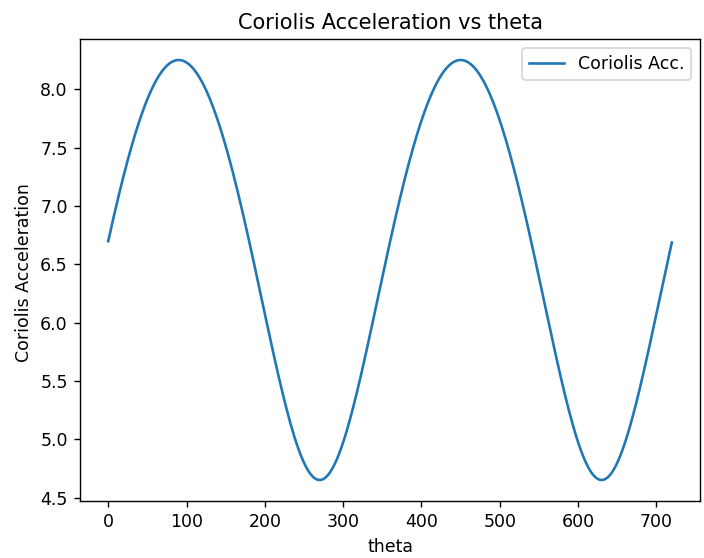 Coriolis Acceleration vs theta
Coriolis Acc.
Coriolis Acceleration
8.0
7.5
7.0
6.5
6.0
5.5
5.0
4.5
0 100 200 300 400 500 600 700
theta